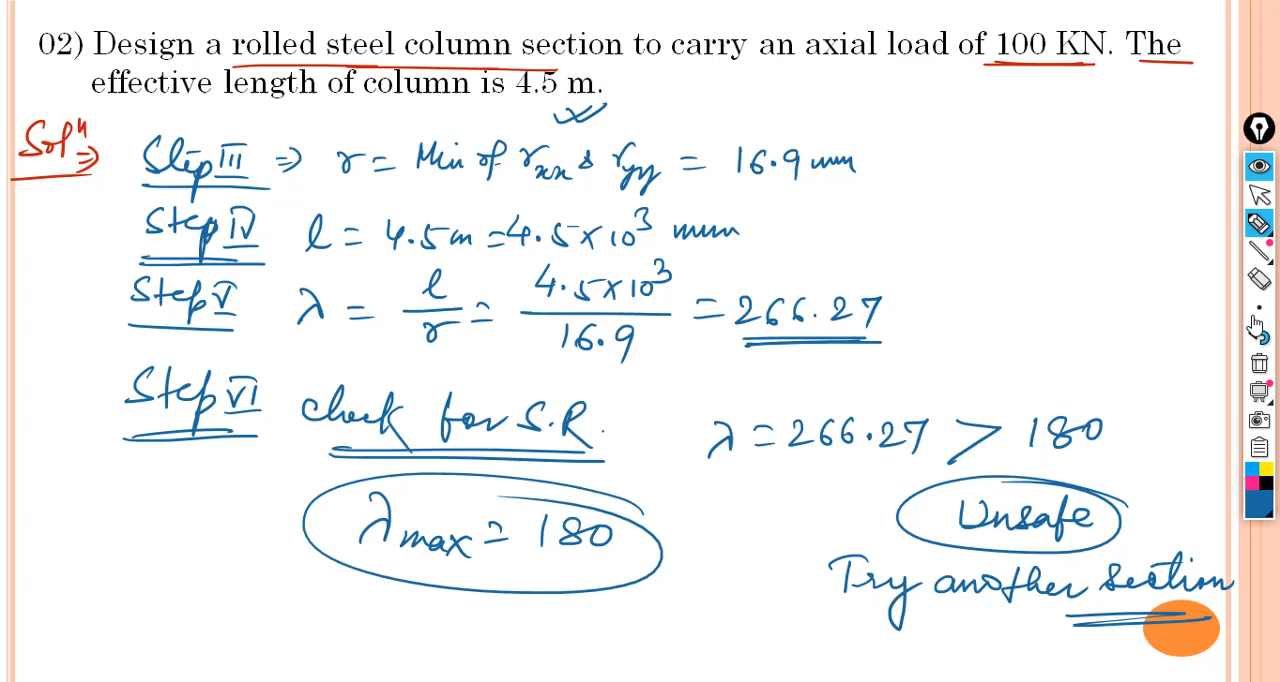 02) Design a rolled steel column section to carry an axial load of 100 KN. The
effective length of column is 4.5 m.
Solⁿ ⇒
Step III ⇒ r = Min of rxx & ryy = 16.9 mm
Step IV l = 4.5m = 4.5×10³ mm
Step V λ = l/r = 4.5×10³/16.9 = 266.27
Step VI check for S.R. λ = 266.27 > 180
λmax = 180 Unsafe
Try another section